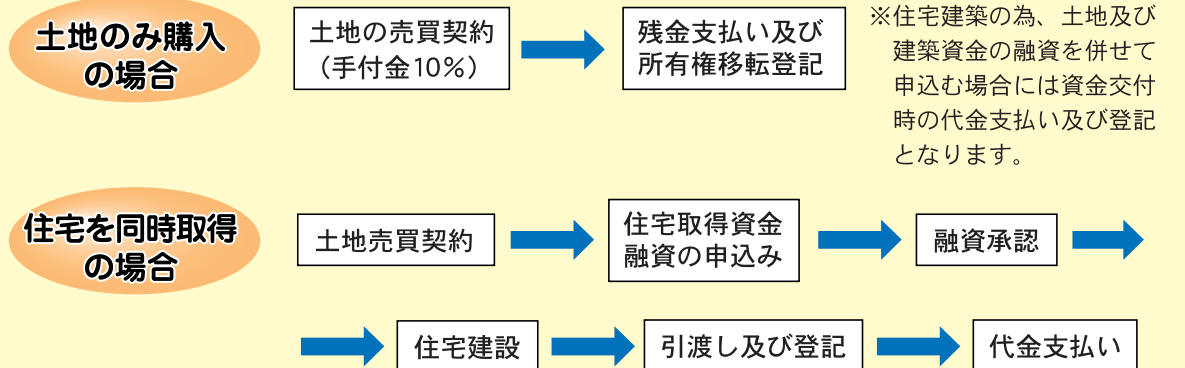 土地のみ購入
の場合
土地の売買契約
（手付金10％）
残金支払い及び
所有権移転登記
※住宅建築の為、土地及び
建築資金の融資を併せて
申込む場合には資金交付
時の代金支払い及び登記
となります。
住宅を同時取得
の場合
土地売買契約
住宅取得資金
融資の申込み
融資承認
住宅建設
引渡し及び登記
代金支払い